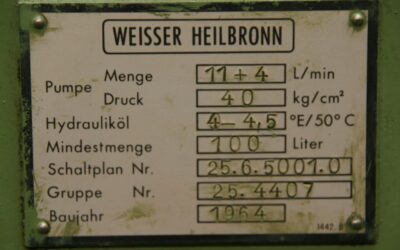 WEISSER HEILBRONN
Pumpe Menge 11+4 L/min
Druck 40 kg/cm²
Hydrauliköl 4-4,5 °E/50°C
Mindestmenge 100 Liter
Schaltplan Nr. 25.6.5001.0
Gruppe Nr. 25.4407
Baujahr 1964
1442